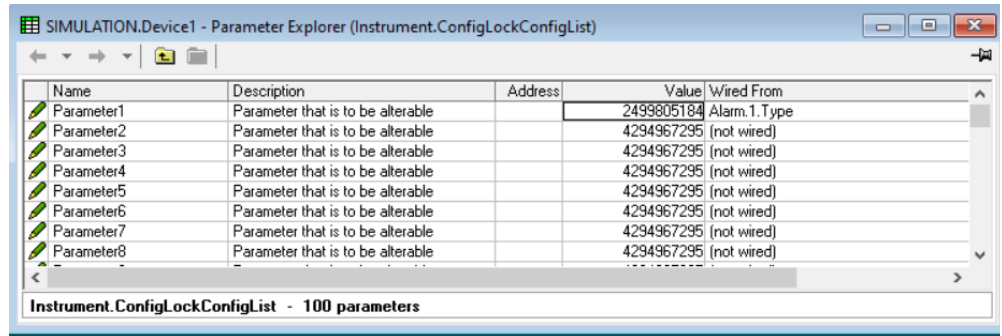 SIMULATION.Device1 - Parameter Explorer (Instrument.ConfigLockConfigList)
Name Description Address Value Wired From
Parameter1 Parameter that is to be alterable 2499805184 Alarm.1.Type
Parameter2 Parameter that is to be alterable 4294967295 (not wired)
Parameter3 Parameter that is to be alterable 4294967295 (not wired)
Parameter4 Parameter that is to be alterable 4294967295 (not wired)
Parameter5 Parameter that is to be alterable 4294967295 (not wired)
Parameter6 Parameter that is to be alterable 4294967295 (not wired)
Parameter7 Parameter that is to be alterable 4294967295 (not wired)
Parameter8 Parameter that is to be alterable 4294967295 (not wired)
Instrument.ConfigLockConfigList - 100 parameters